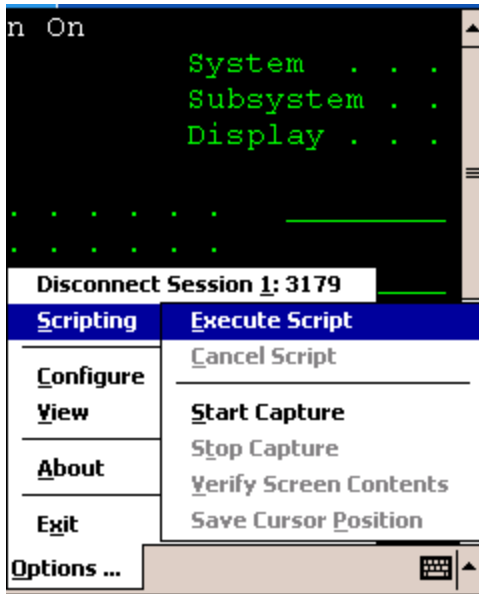 n On
System . . .
Subsystem . .
Display . . .
. . . . . .
. . . . . .
Disconnect Session 1: 3179
Scripting
Execute Script
Cancel Script
Configure
View
Start Capture
Stop Capture
About
Verify Screen Contents
Exit
Save Cursor Position
Options ...